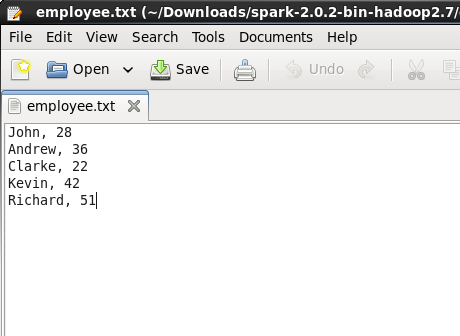 employee.txt (~/Downloads/spark-2.0.2-bin-hadoop2.7/
File Edit View Search Tools Documents Help
Open Save Undo
employee.txt
John, 28
Andrew, 36
Clarke, 22
Kevin, 42
Richard, 51